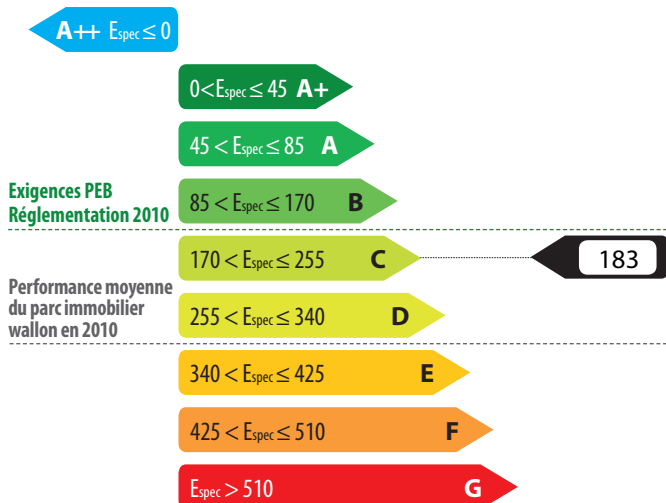 A++ Espec ≤ 0
0 < Espec ≤ 45 A+
45 < Espec ≤ 85 A
Exigences PEB
Réglementation 2010
85 < Espec ≤ 170 B
170 < Espec ≤ 255 C
183
Performance moyenne
du parc immobilier
wallon en 2010
255 < Espec ≤ 340 D
340 < Espec ≤ 425 E
425 < Espec ≤ 510 F
Espec > 510 G